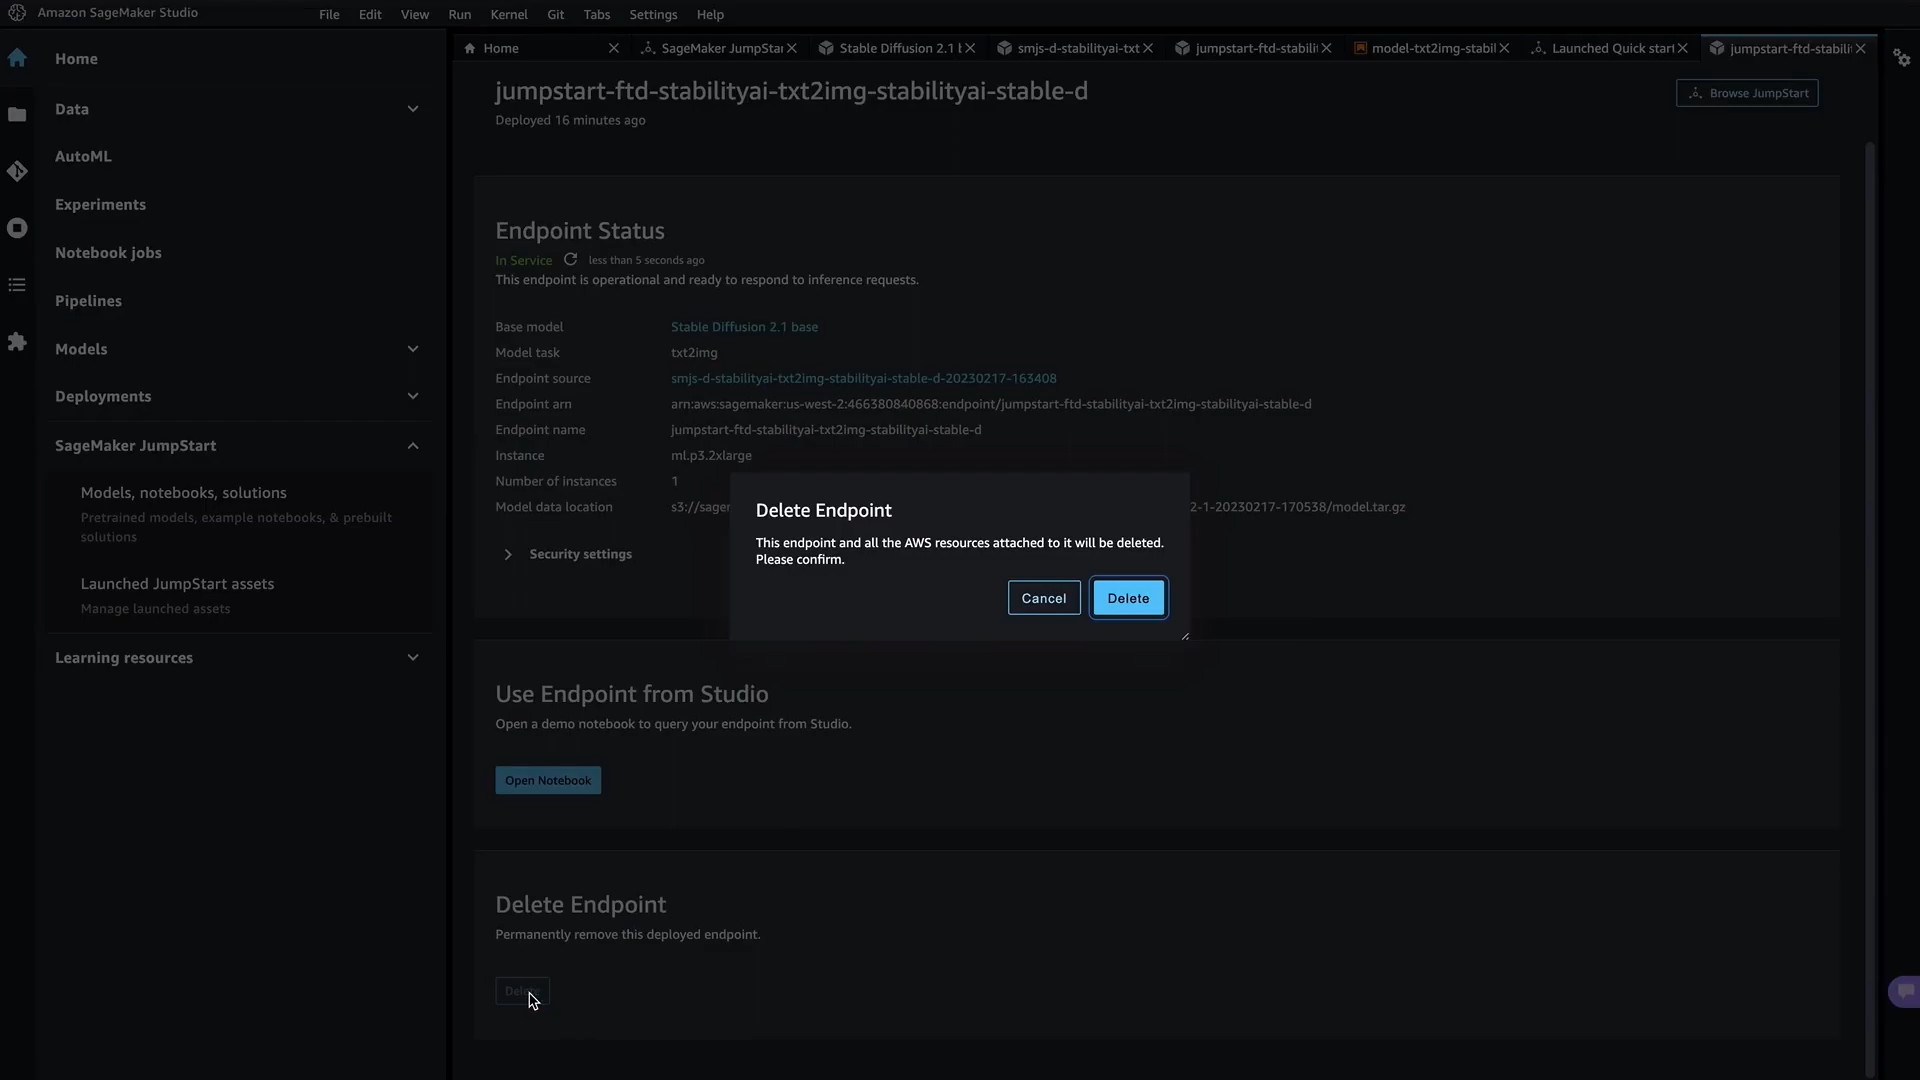 Amazon SageMaker Studio
File Edit View Run Kernel Git Tabs Settings Help
Home
Data
AutoML
Experiments
Notebook jobs
Pipelines
Models
Deployments
SageMaker JumpStart
Models, notebooks, solutions
Pretrained models, example notebooks, & prebuilt
solutions
Launched JumpStart assets
Manage launched assets
Learning resources
Home SageMaker JumpStar Stable Diffusion 2.1 smjs-d-stabilityai-txt jumpstart-ftd-stabili model-txt2img-stabil Launched Quick start jumpstart-ftd-stabili
jumpstart-ftd-stabilityai-txt2img-stabilityai-stable-d
Browse JumpStart
Deployed 16 minutes ago
Endpoint Status
In Service less than 5 seconds ago
This endpoint is operational and ready to respond to inference requests.
Base model Stable Diffusion 2.1 base
Model task txt2img
Endpoint source smjs-d-stabilityai-txt2img-stabilityai-stable-d-20230217-163408
Endpoint arn arn:aws:sagemaker:us-west-2:466380840868:endpoint/jumpstart-ftd-stabilityai-txt2img-stabilityai-stable-d
Endpoint name jumpstart-ftd-stabilityai-txt2img-stabilityai-stable-d
Instance ml.p3.2xlarge
Number of instances 1
Model data location s3://sager 2-1-20230217-170538/model.tar.gz
Security settings
Delete Endpoint
This endpoint and all the AWS resources attached to it will be deleted.
Please confirm.
Cancel Delete
Use Endpoint from Studio
Open a demo notebook to query your endpoint from Studio.
Open Notebook
Delete Endpoint
Permanently remove this deployed endpoint.
Delete